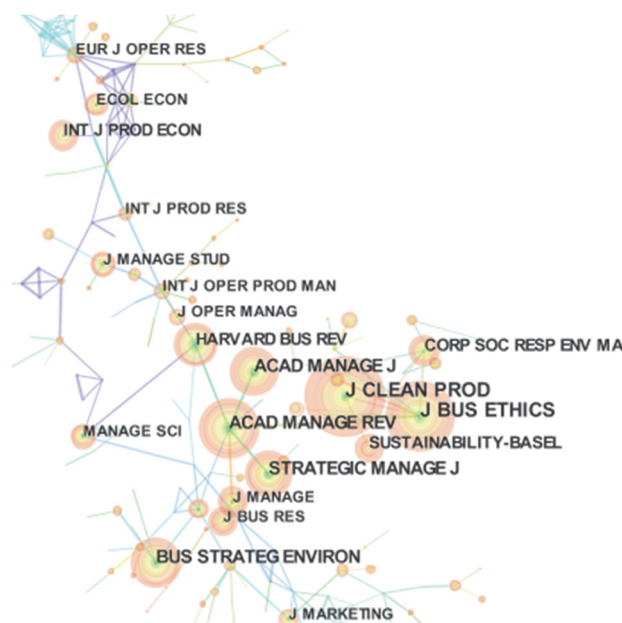 EUR J OPER RES
ECOL ECON
INT J PROD ECON
INT J PROD RES
J MANAGE STUD
INT J OPER PROD MAN
J OPER MANAG
HARVARD BUS REV
CORP SOC RESP ENV MA
ACAD MANAGE J
J CLEAN PROD
J BUS ETHICS
ACAD MANAGE REV
MANAGE SCI
SUSTAINABILITY-BASEL
STRATEGIC MANAGE J
J MANAGE
J BUS RES
BUS STRATEG ENVIRON
J MARKETING